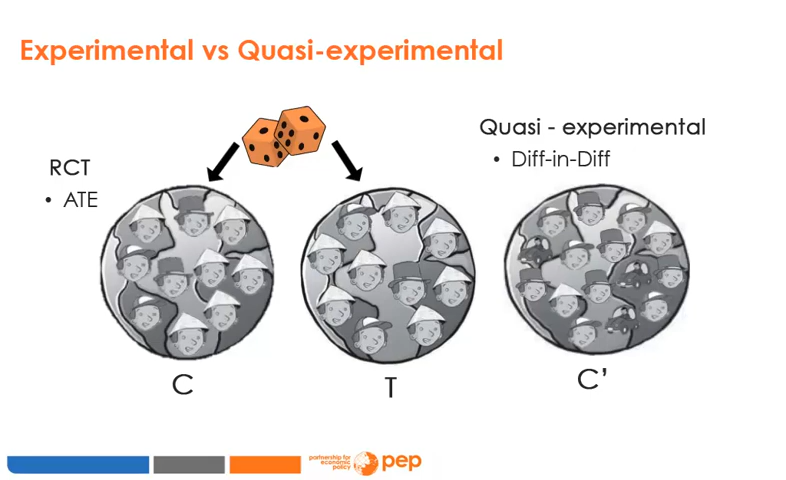 Experimental vs Quasi-experimental
RCT
• ATE
Quasi - experimental
• Diff-in-Diff
C
T
C’
partnership for
economic
policy
pep